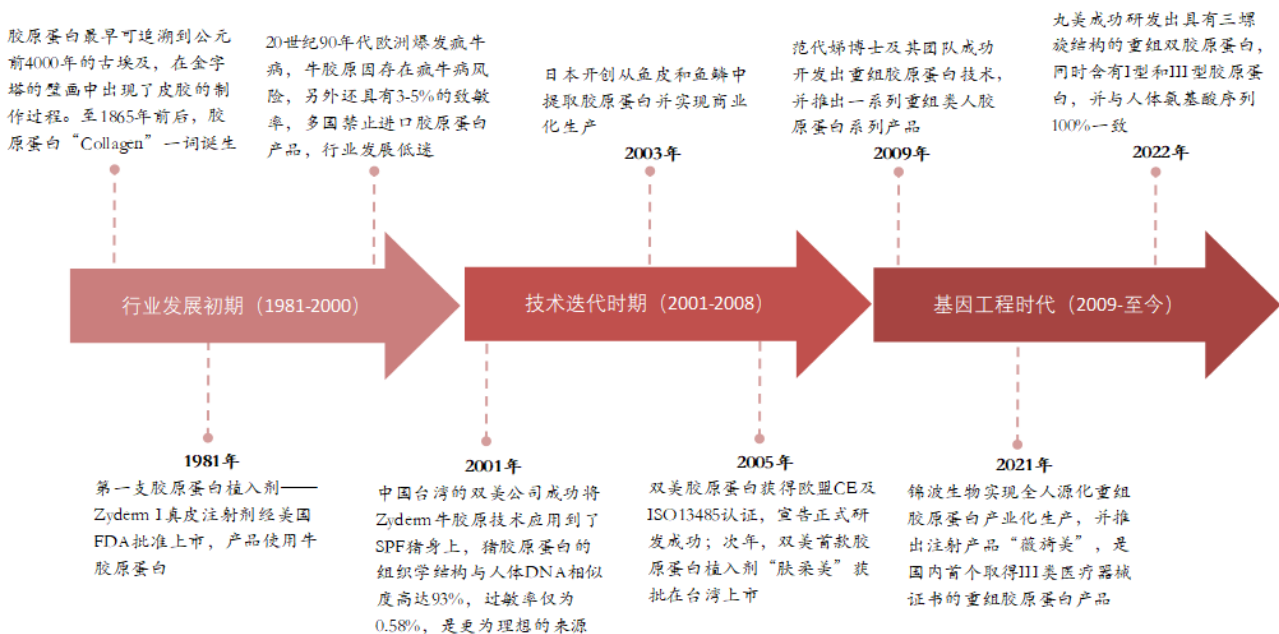 胶原蛋白最早可追溯到公元
前4000年的古埃及，在金字
塔的壁画中出现了皮胶的制
作过程。至1865年前后，胶
原蛋白“Collagen”一词诞生
20世纪90年代欧洲爆发疯牛
病，牛胶原因存在疯牛病风
险，另外还具有3-5%的致敏
率，多国禁止进口胶原蛋白
产品，行业发展低迷
日本开创从鱼皮和鱼鳞中
提取胶原蛋白并实现商业
化生产
2003年
范代娣博士及其团队成功
开发出重组胶原蛋白技术，
并推出一系列重组类人胶
原蛋白系列产品
2009年
丸美成功研发出具有三螺
旋结构的重组双胶原蛋白，
同时含有I型和III型胶原蛋
白，并与人体氨基酸序列
100%一致
2022年
行业发展初期（1981-2000）
技术迭代时期（2001-2008）
基因工程时代（2009-至今）
1981年
第一支胶原蛋白植入剂——
Zyderm I真皮注射剂经美国
FDA批准上市，产品使用牛
胶原蛋白
2001年
中国台湾的双美公司成功将
Zyderm牛胶原技术应用到了
SPF猪身上，猪胶原蛋白的
组织学结构与人体DNA相似
度高达93%，过敏率仅为
0.58%，是更为理想的来源
2005年
双美胶原蛋白获得欧盟CE及
ISO13485认证，宣告正式研
发成功；次年，双美首款胶
原蛋白植入剂“肤柔美”获
批在台湾上市
2021年
锦波生物实现全人源化重组
胶原蛋白产业化生产，并推
出注射产品“薇旖美”，是
国内首个取得III类医疗器械
证书的重组胶原蛋白产品